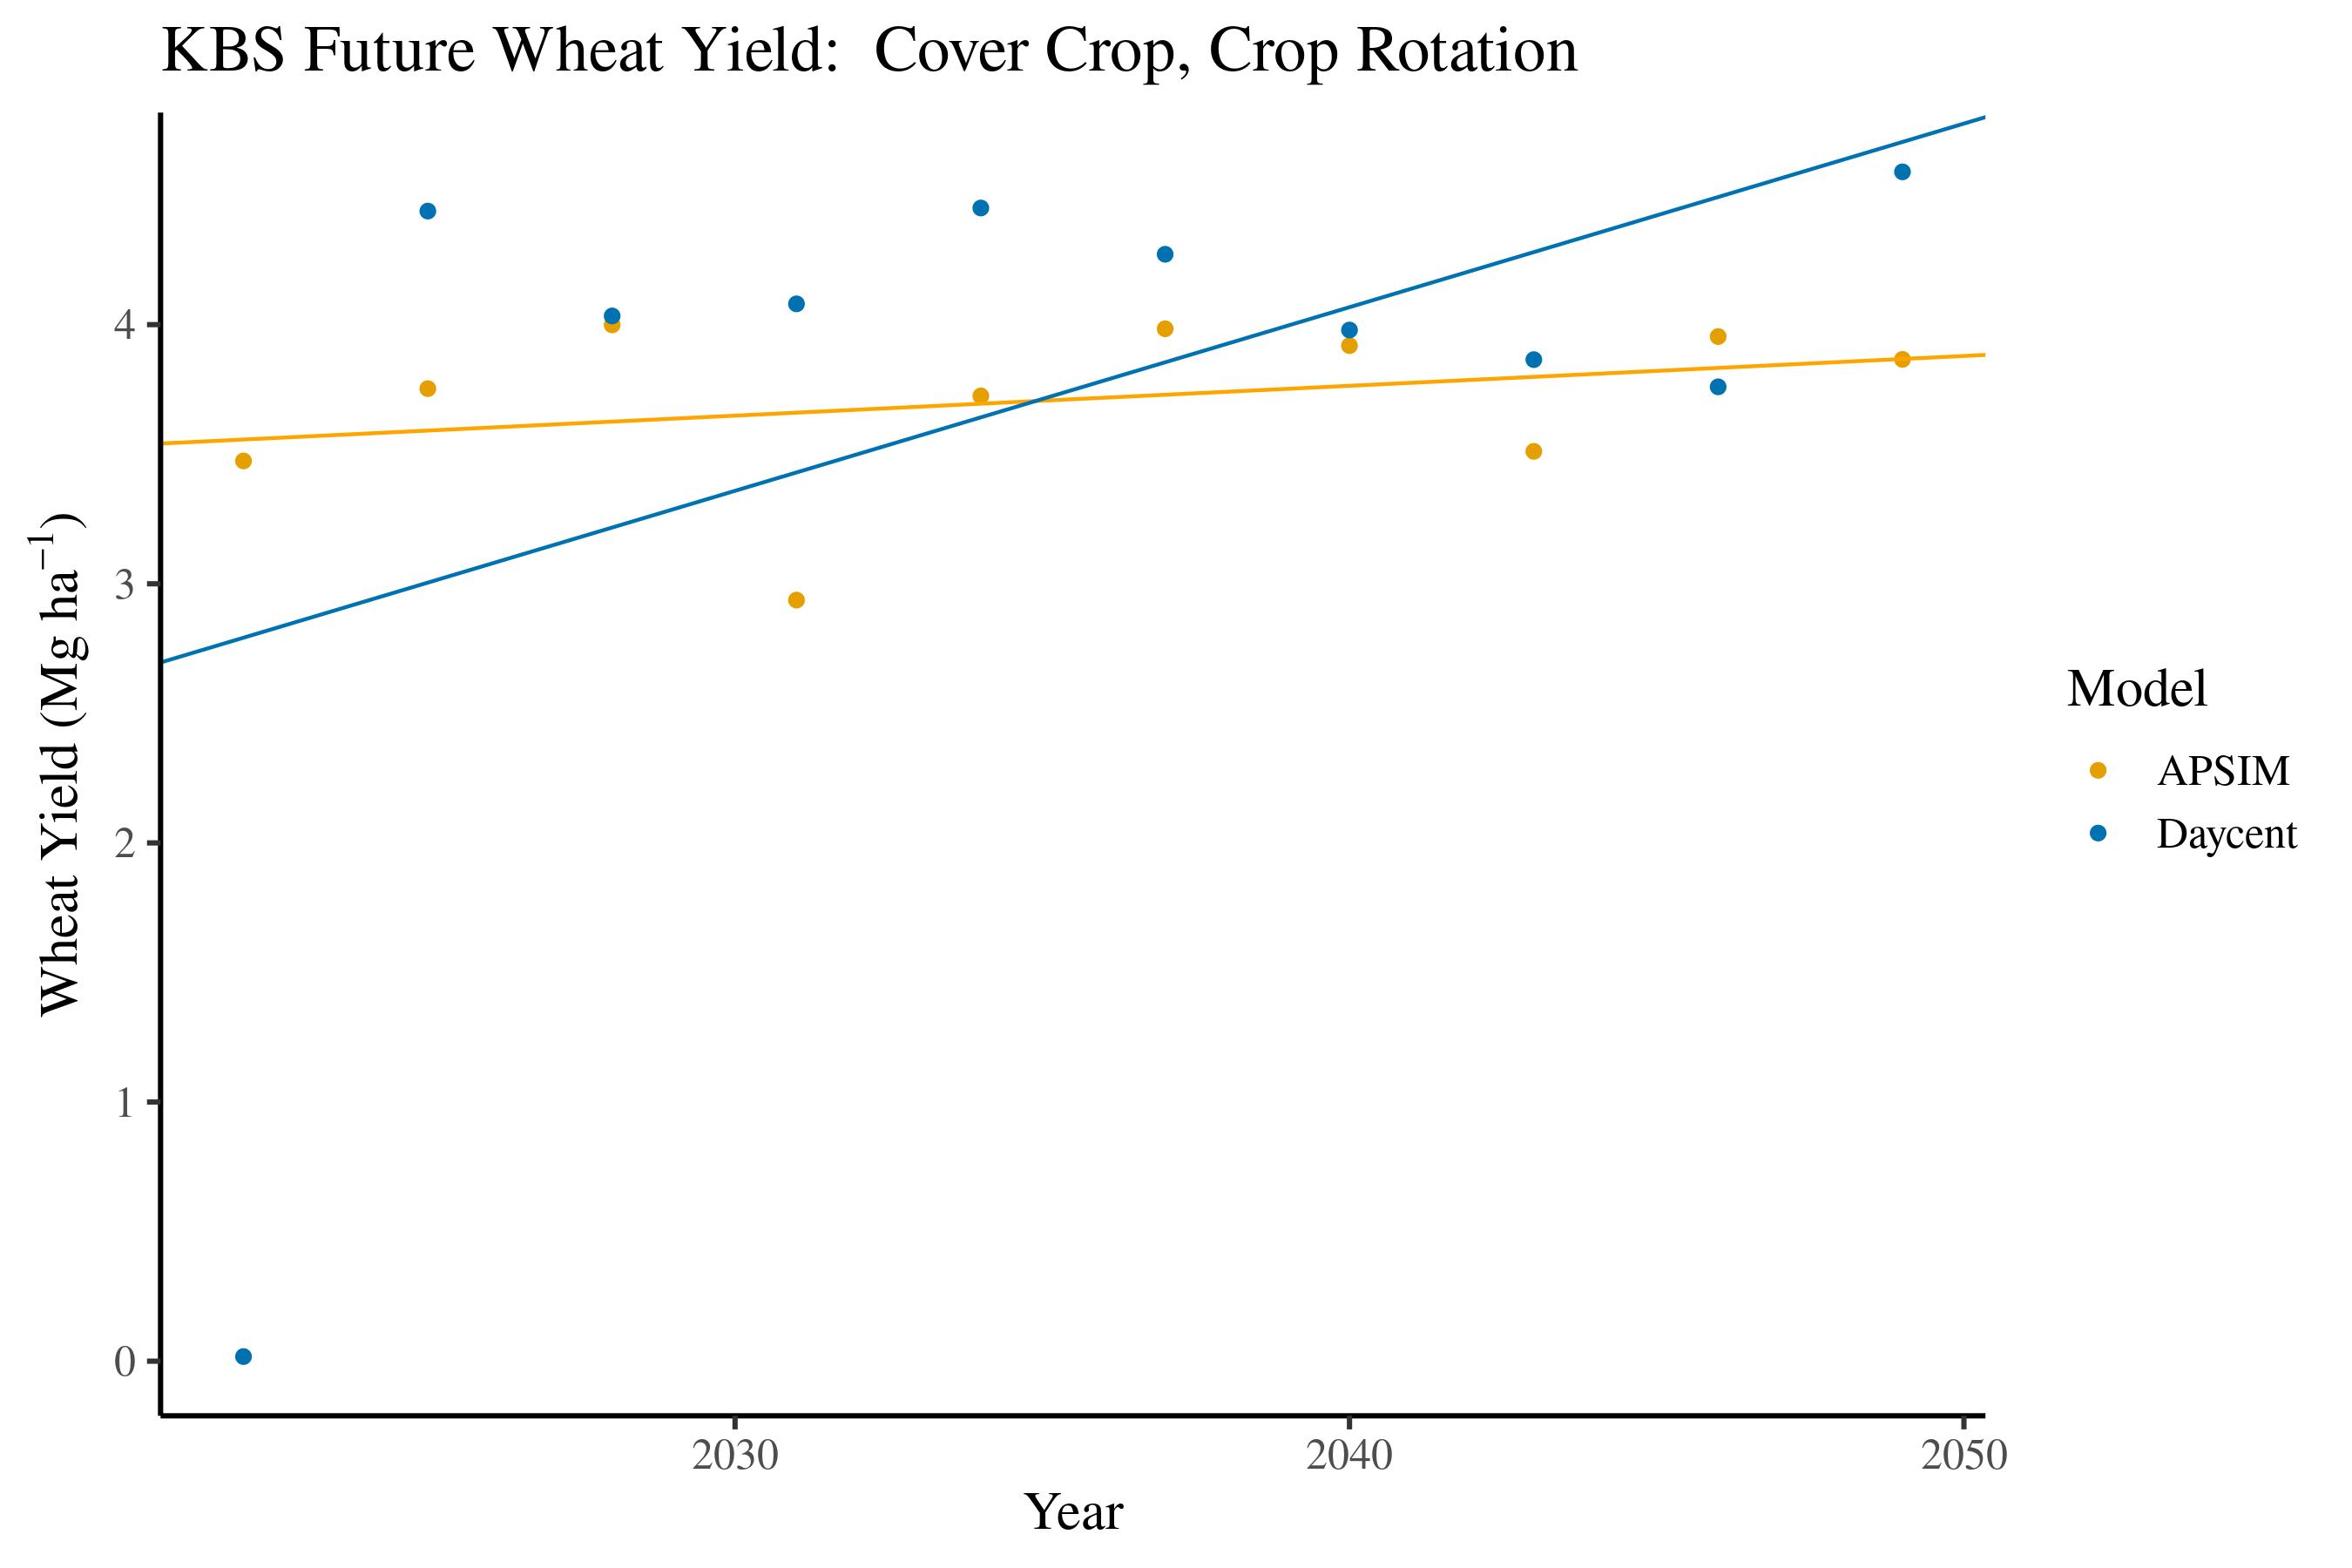 KBS Future Wheat Yield:  Cover Crop, Crop Rotation
Wheat Yield (Mg ha⁻¹)
4
3
2
1
0
2030
2040
2050
Year
Model
APSIM
Daycent